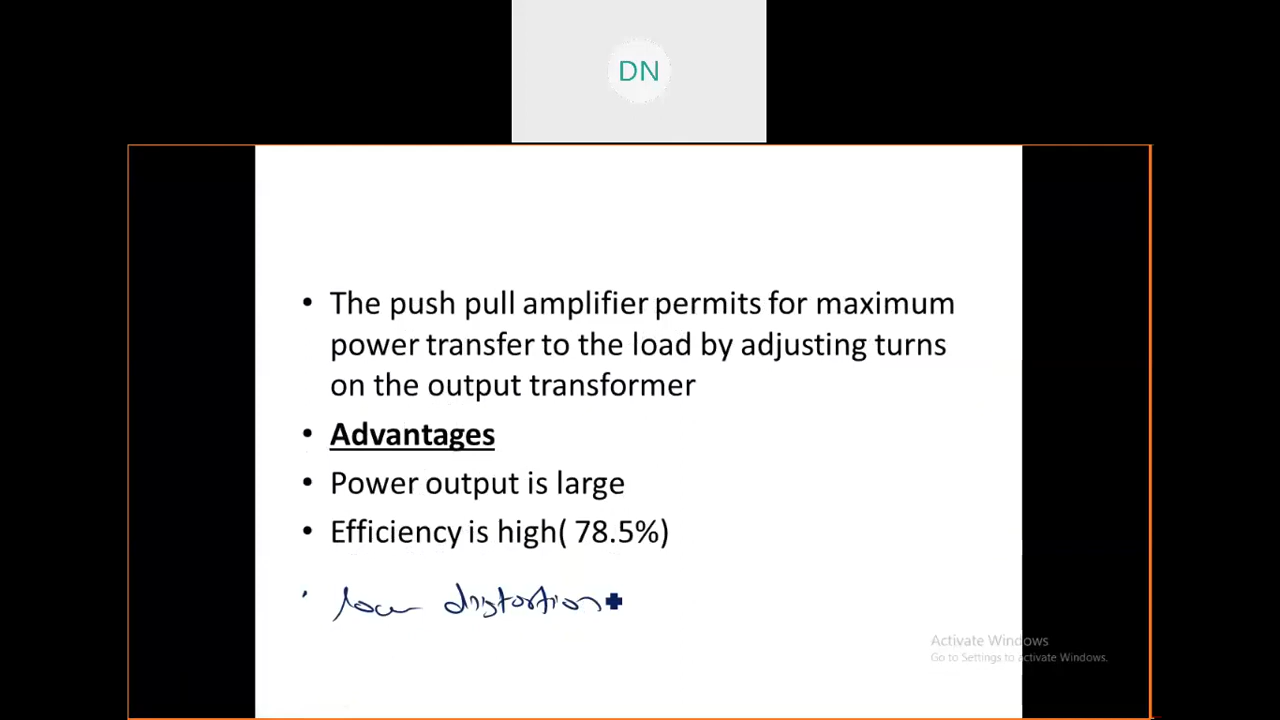 DN
• The push pull amplifier permits for maximum
power transfer to the load by adjusting turns
on the output transformer
• Advantages
• Power output is large
• Efficiency is high( 78.5%)
low distortion
Activate Windows
Go to Settings to activate Windows.